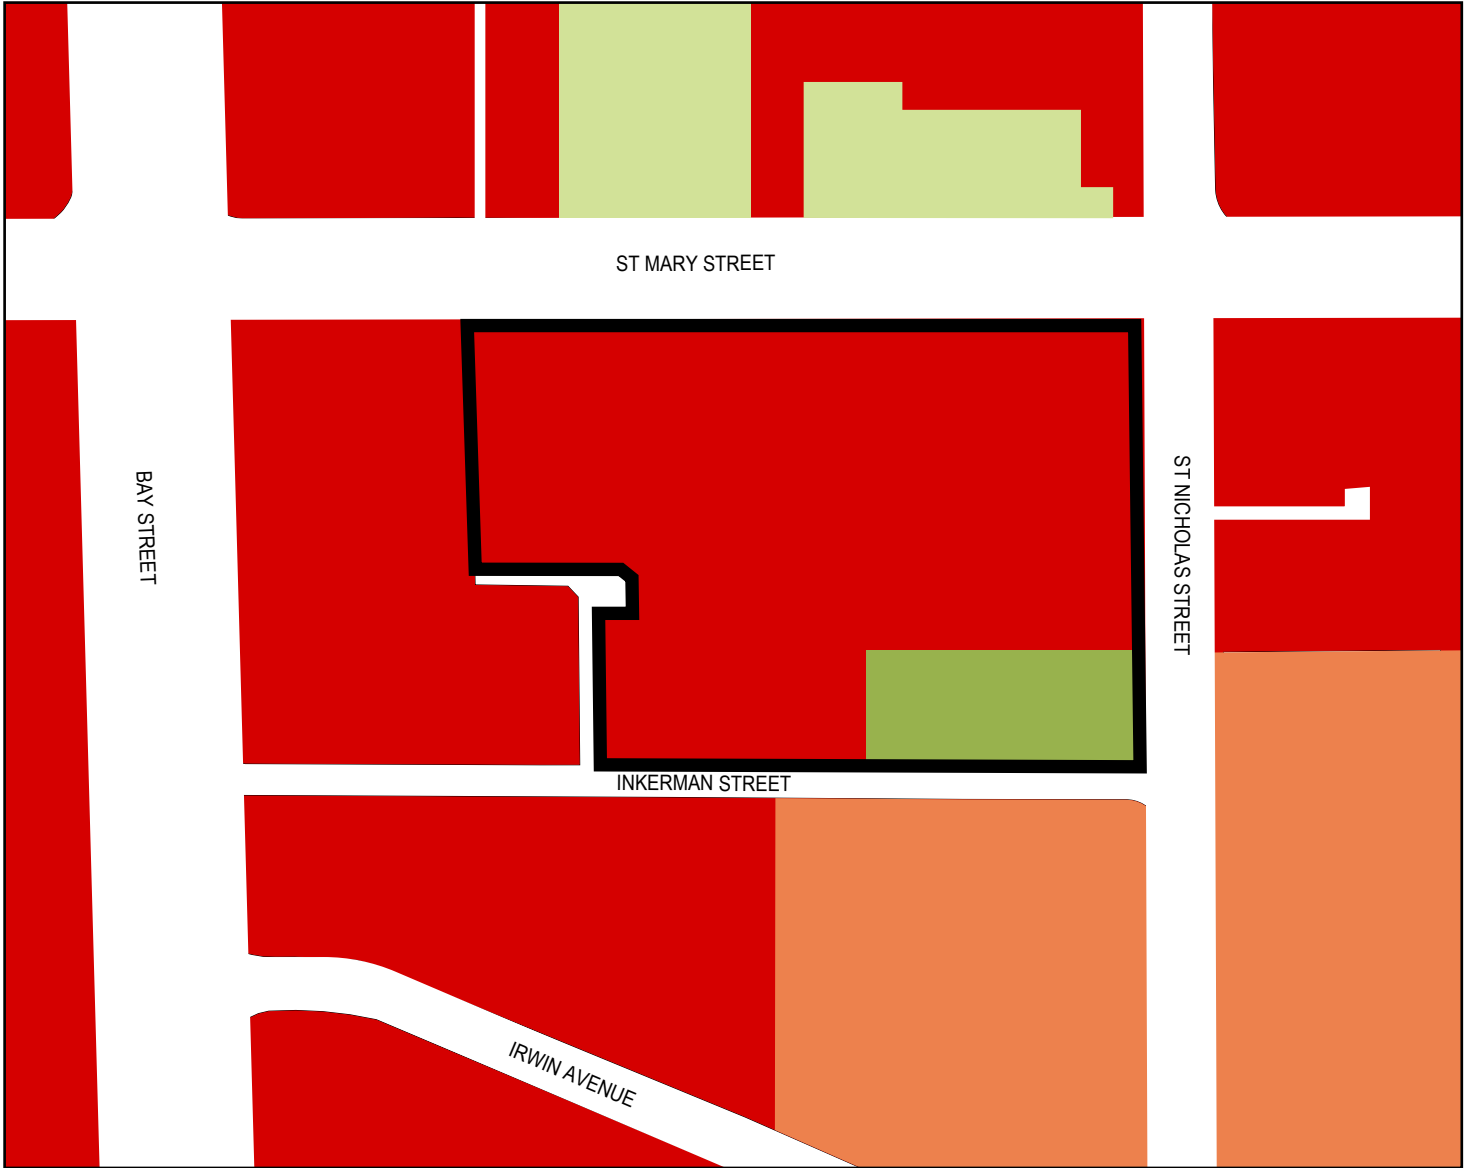 ST MARY STREET
BAY STREET
ST NICHOLAS STREET
INKERMAN STREET
IRWIN AVENUE